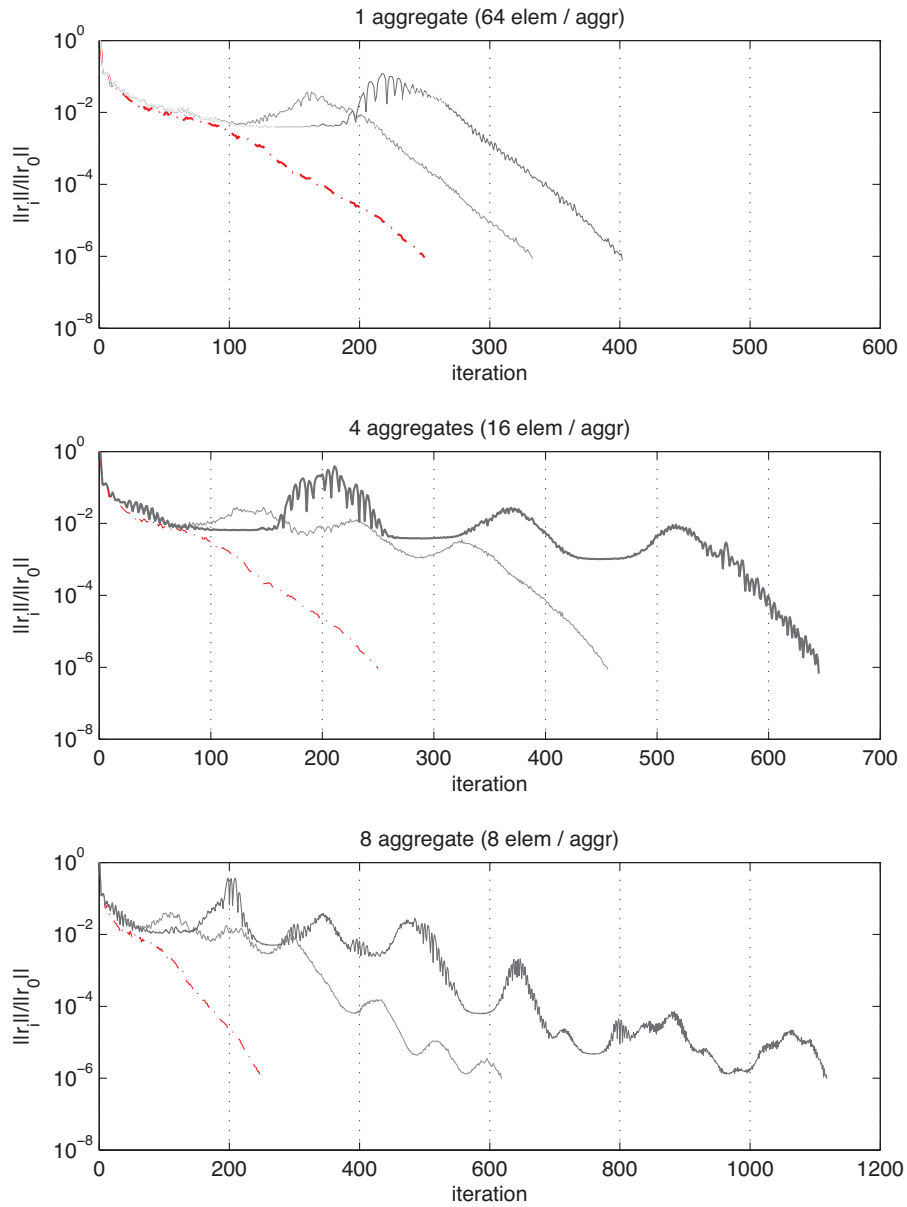 1 aggregate (64 elem / aggr)
10^0
10^−2
10^−4
10^−6
10^−8
||r_i||/||r_0||
0 100 200 300 400 500 600
iteration
4 aggregates (16 elem / aggr)
10^0
10^−2
10^−4
10^−6
10^−8
||r_i||/||r_0||
0 100 200 300 400 500 600 700
iteration
8 aggregate (8 elem / aggr)
10^0
10^−2
10^−4
10^−6
10^−8
||r_i||/||r_0||
0 200 400 600 800 1000 1200
iteration